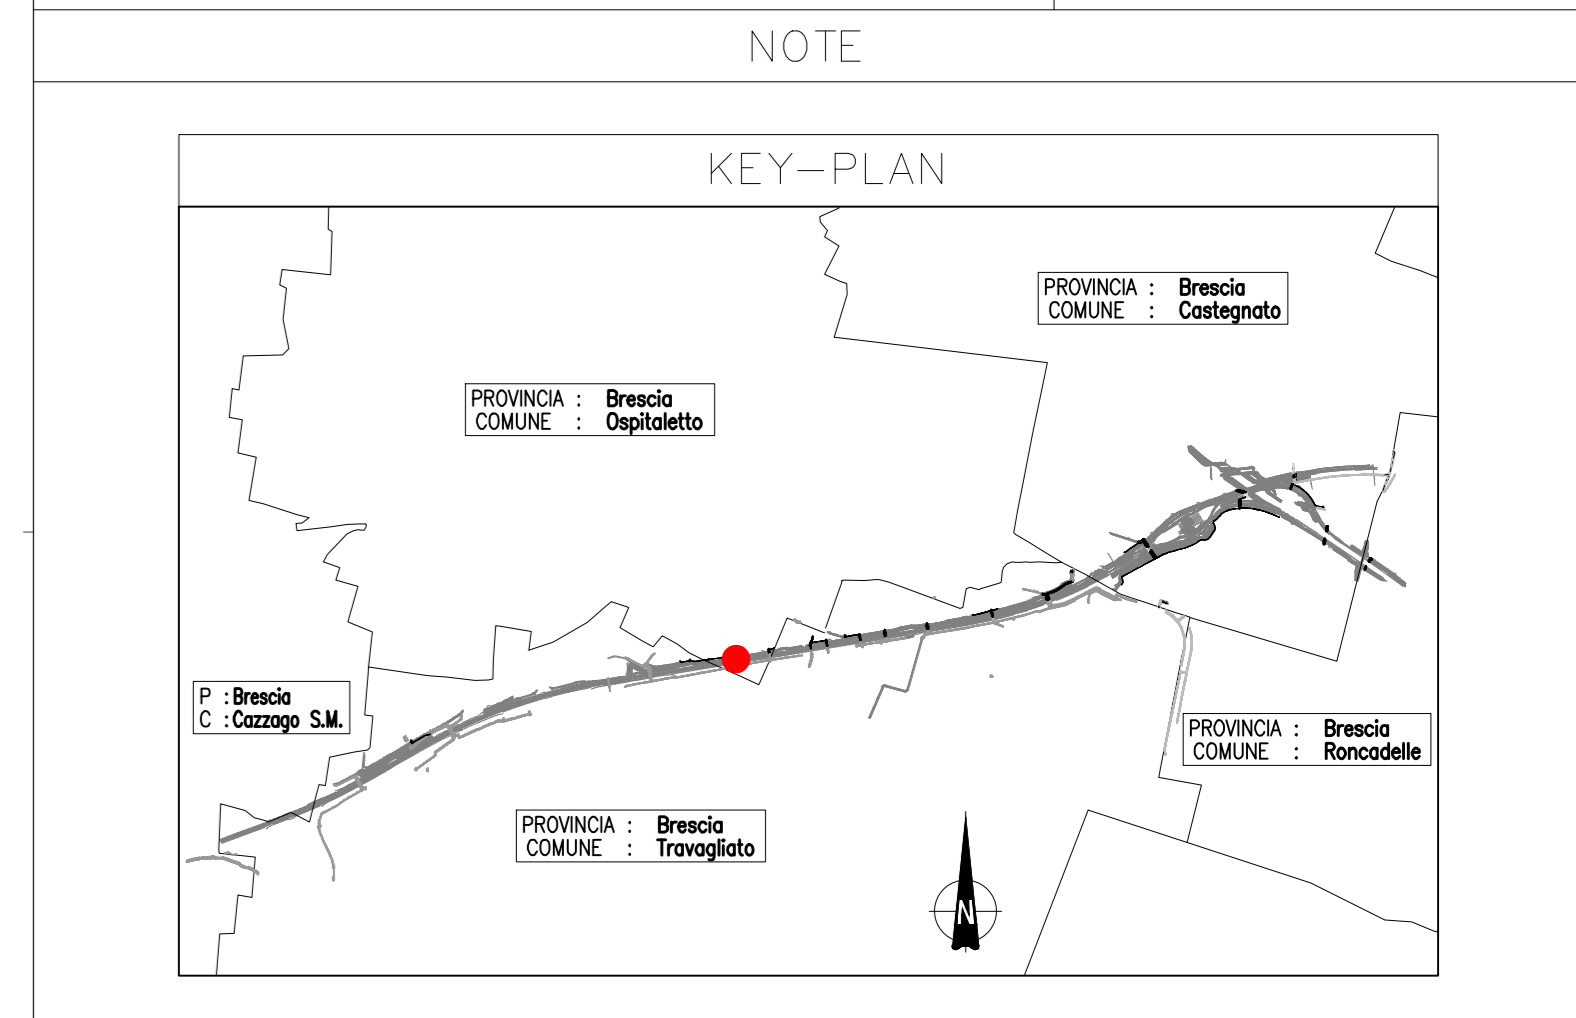 NOTE
KEY-PLAN
PROVINCIA : Brescia
COMUNE : Castegnato
PROVINCIA : Brescia
COMUNE : Ospitaletto
P : Brescia
C : Cazzago S.M.
PROVINCIA : Brescia
COMUNE : Roncadelle
PROVINCIA : Brescia
COMUNE : Travagliato
N